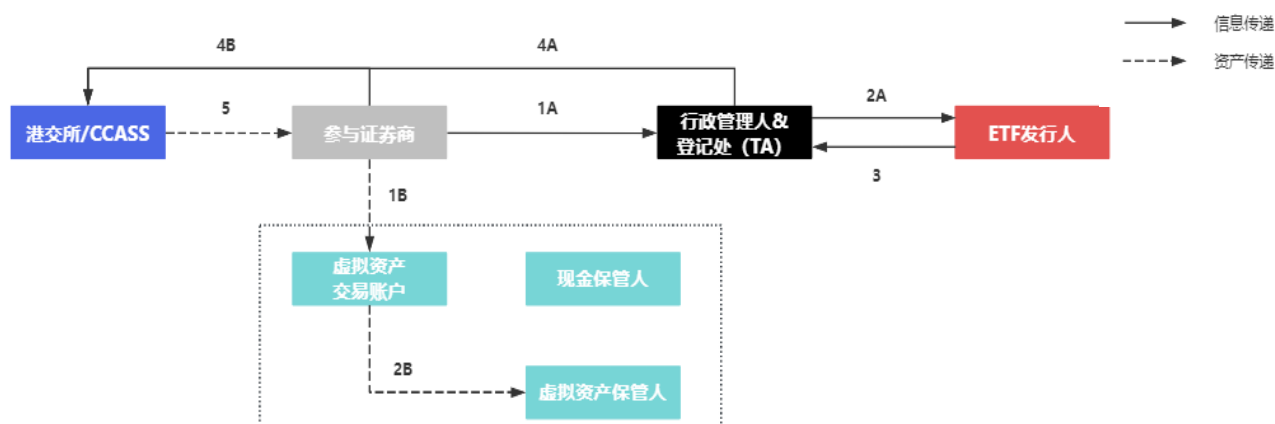 信息传递
资产传递
4B
4A
港交所/CCASS
5
参与证券商
1A
行政管理人&
登记处（TA）
2A
3
ETF发行人
1B
虚拟资产
交易账户
现金保管人
2B
虚拟资产保管人